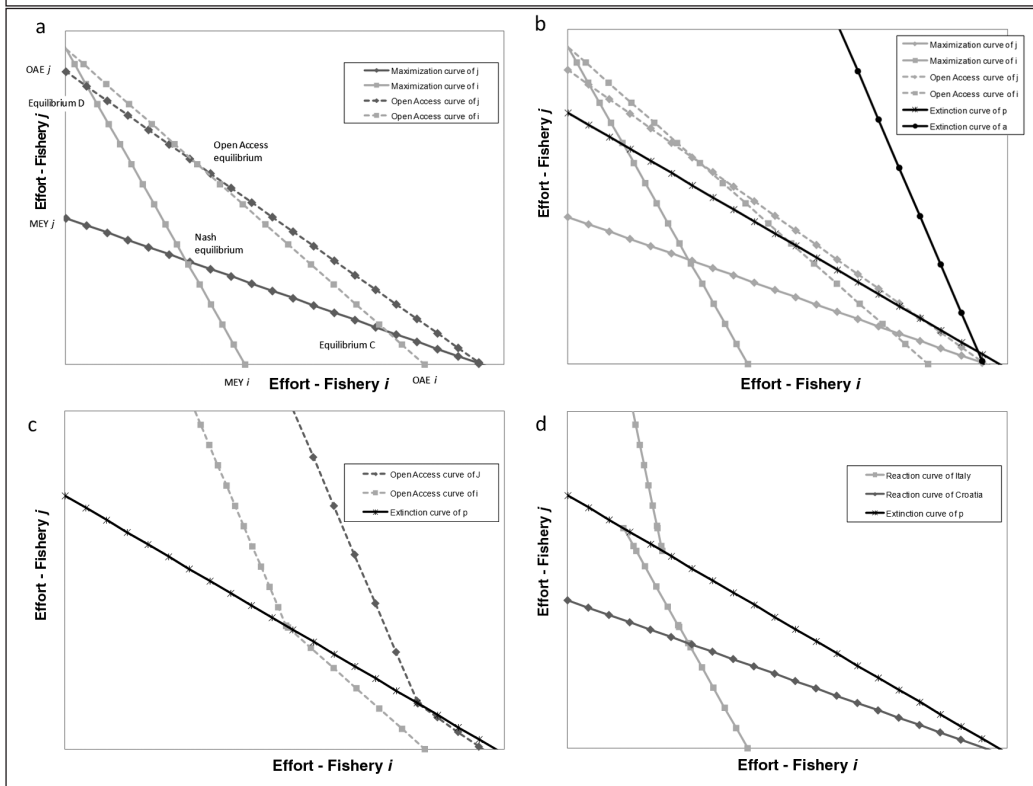 a
OAE j
Equilibrium D
Effort - Fishery j
MEY j
Maximization curve of j
Maximization curve of i
Open Access curve of j
Open Access curve of i
Open Access
equilibrium
Nash
equilibrium
Equilibrium C
MEY i
OAE i
Effort - Fishery i
b
Effort - Fishery j
Maximization curve of j
Maximization curve of i
Open Access curve of j
Open Access curve of i
Extinction curve of p
Extinction curve of a
Effort - Fishery i
c
Effort - Fishery j
Open Access curve of J
Open Access curve of i
Extinction curve of p
Effort - Fishery i
d
Effort - Fishery j
Reaction curve of Italy
Reaction curve of Croatia
Extinction curve of p
Effort - Fishery i